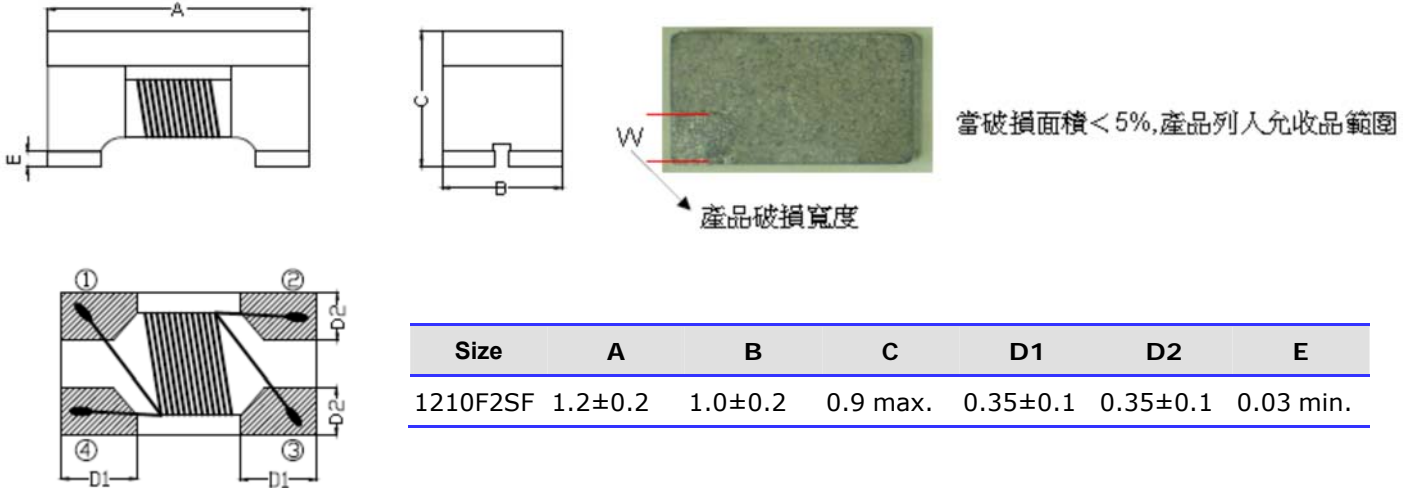 A
E
C
B
W
產品破損寬度
當破損面積＜5%,產品列入允收品範圍
① ②
D2
D2
④ ③
D1 D1
Size A B C D1 D2 E
1210F2SF 1.2±0.2 1.0±0.2 0.9 max. 0.35±0.1 0.35±0.1 0.03 min.